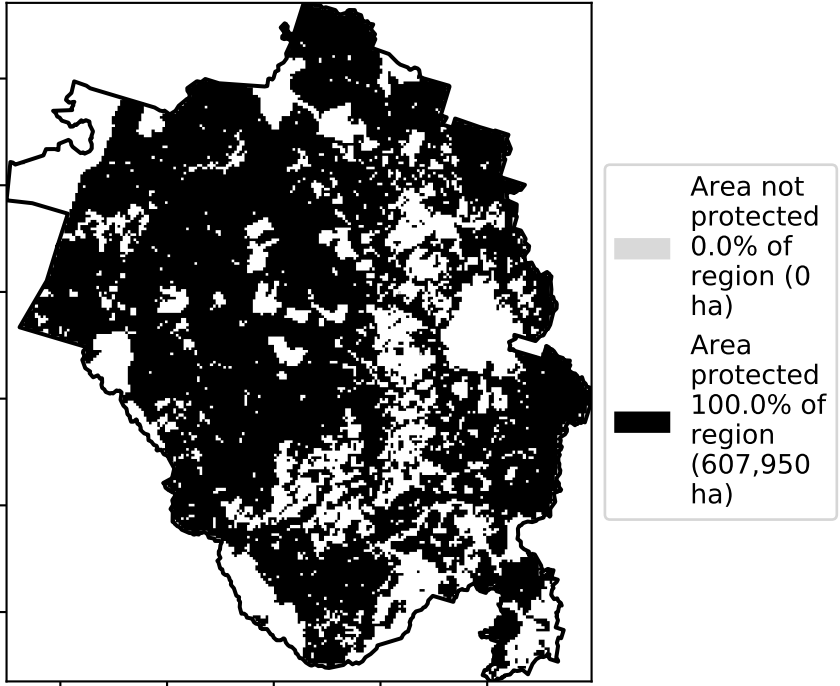 Area not
protected
0.0% of
region (0
ha)
Area
protected
100.0% of
region
(607,950
ha)